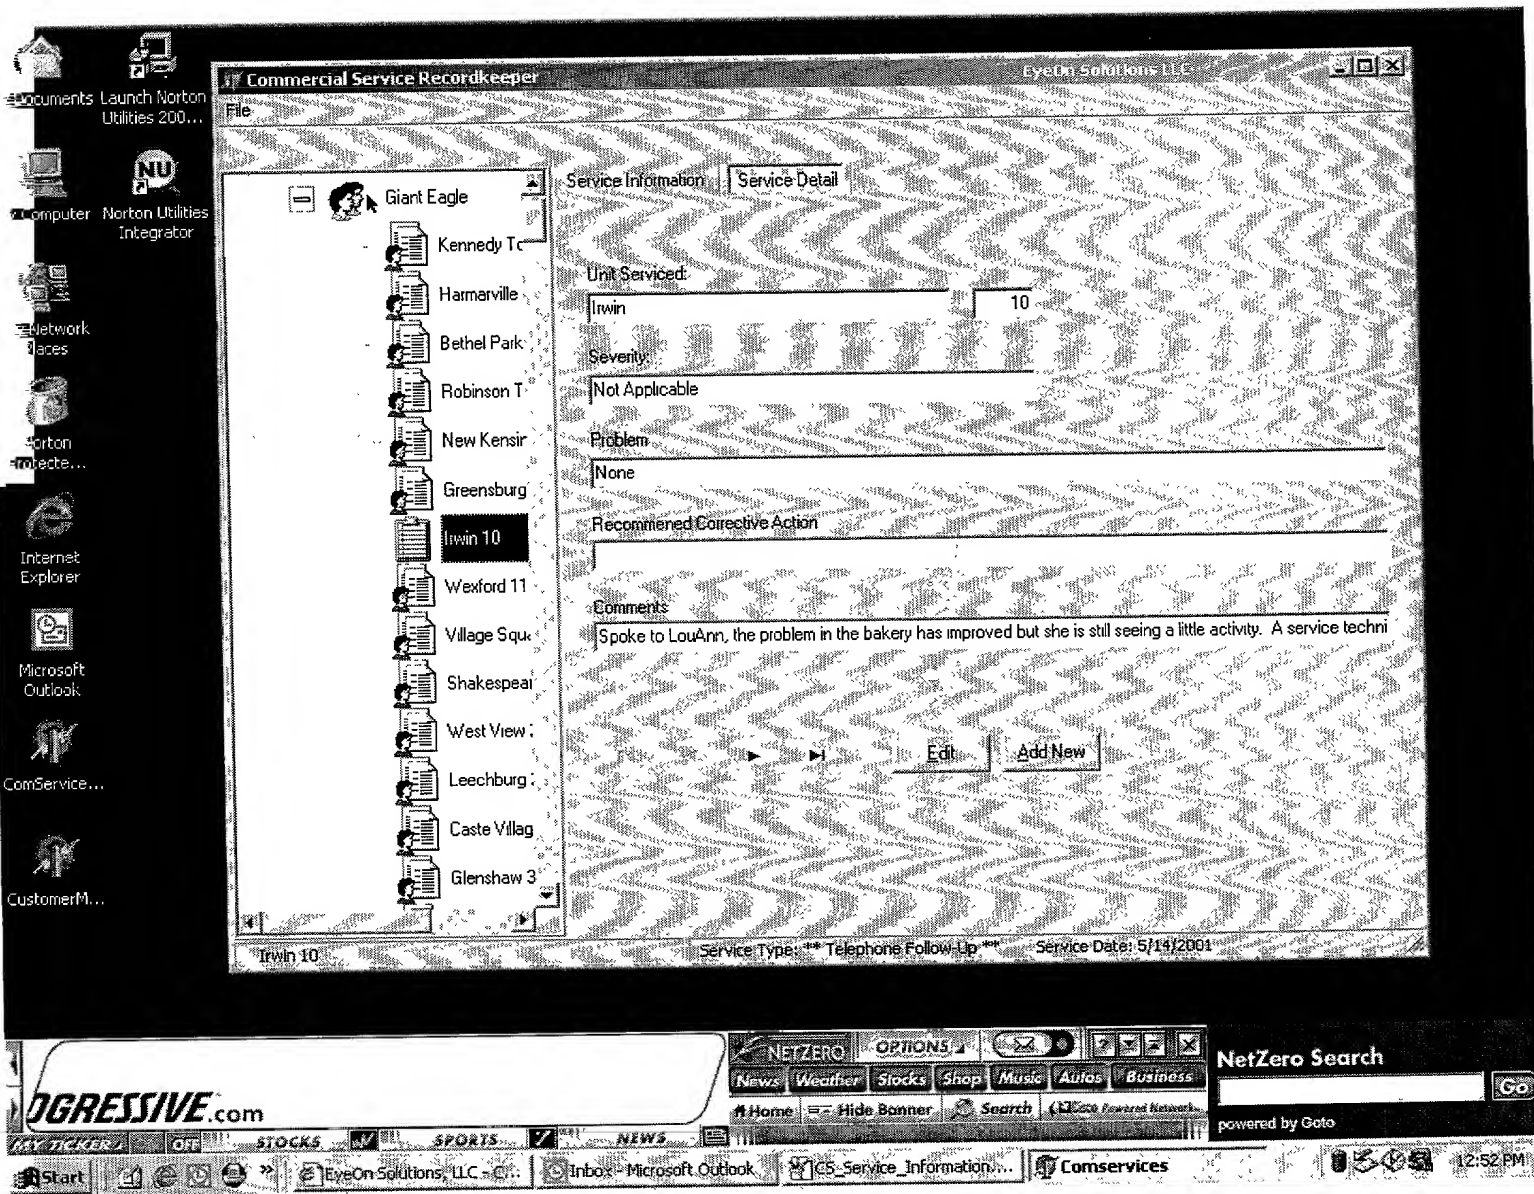 Commercial Service Recordkeeper
EyeOn Solutions LLC
File
Documents
Launch Norton
Utilities 200...
Computer
Norton Utilities
Integrator
NU
Network
Places
Norton
Protecte...
Internet
Explorer
Microsoft
Outlook
ComService...
CustomerM...
Giant Eagle
Kennedy To
Harmarville
Bethel Park
Robinson T
New Kensir
Greensburg
Irwin 10
Wexford 11
Village Squ
Shakespear
West View
Leechburg
Caste Villag
Glenshaw 3
Service Information
Service Detail
Unit Serviced:
Irwin
10
Severity:
Not Applicable
Problem
None
Recommened Corrective Action
Comments
Spoke to LouAnn, the problem in the bakery has improved but she is still seeing a little activity. A service techni
Edit
Add New
Irwin 10
Service Type: ** Telephone Follow-Up **
Service Date: 5/14/2001
OGRESSIVE.com
NETZERO
OPTIONS
News Weather Stocks Shop Music Autos Business
Home Hide Banner Search
NetZero Search
Go
powered by Goto
MY TICKER OFF STOCKS SPORTS NEWS
Start
EyeOn Solutions, LLC - C...
Inbox - Microsoft Outlook
CS_Service_Information....
Comservices
12:52 PM